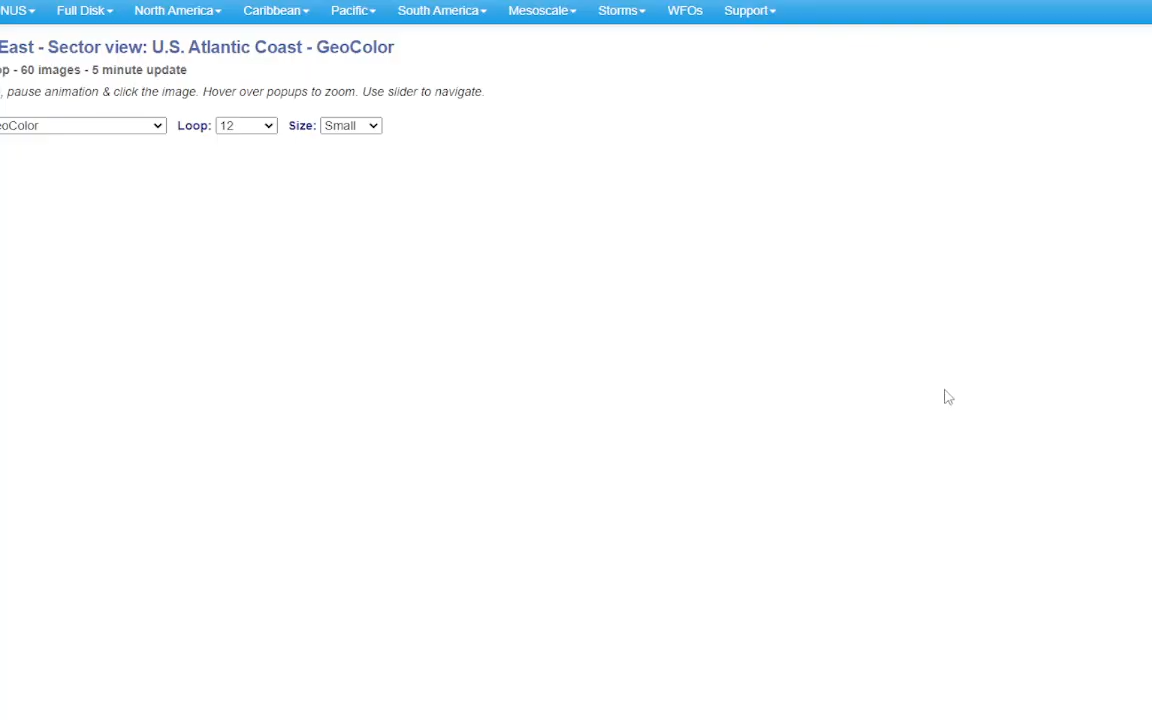 NUS Full Disk North America Caribbean Pacific South America Mesoscale Storms WFOs Support
East - Sector view: U.S. Atlantic Coast - GeoColor
op - 60 images - 5 minute update
, pause animation & click the image. Hover over popups to zoom. Use slider to navigate.
eoColor Loop: 12 Size: Small